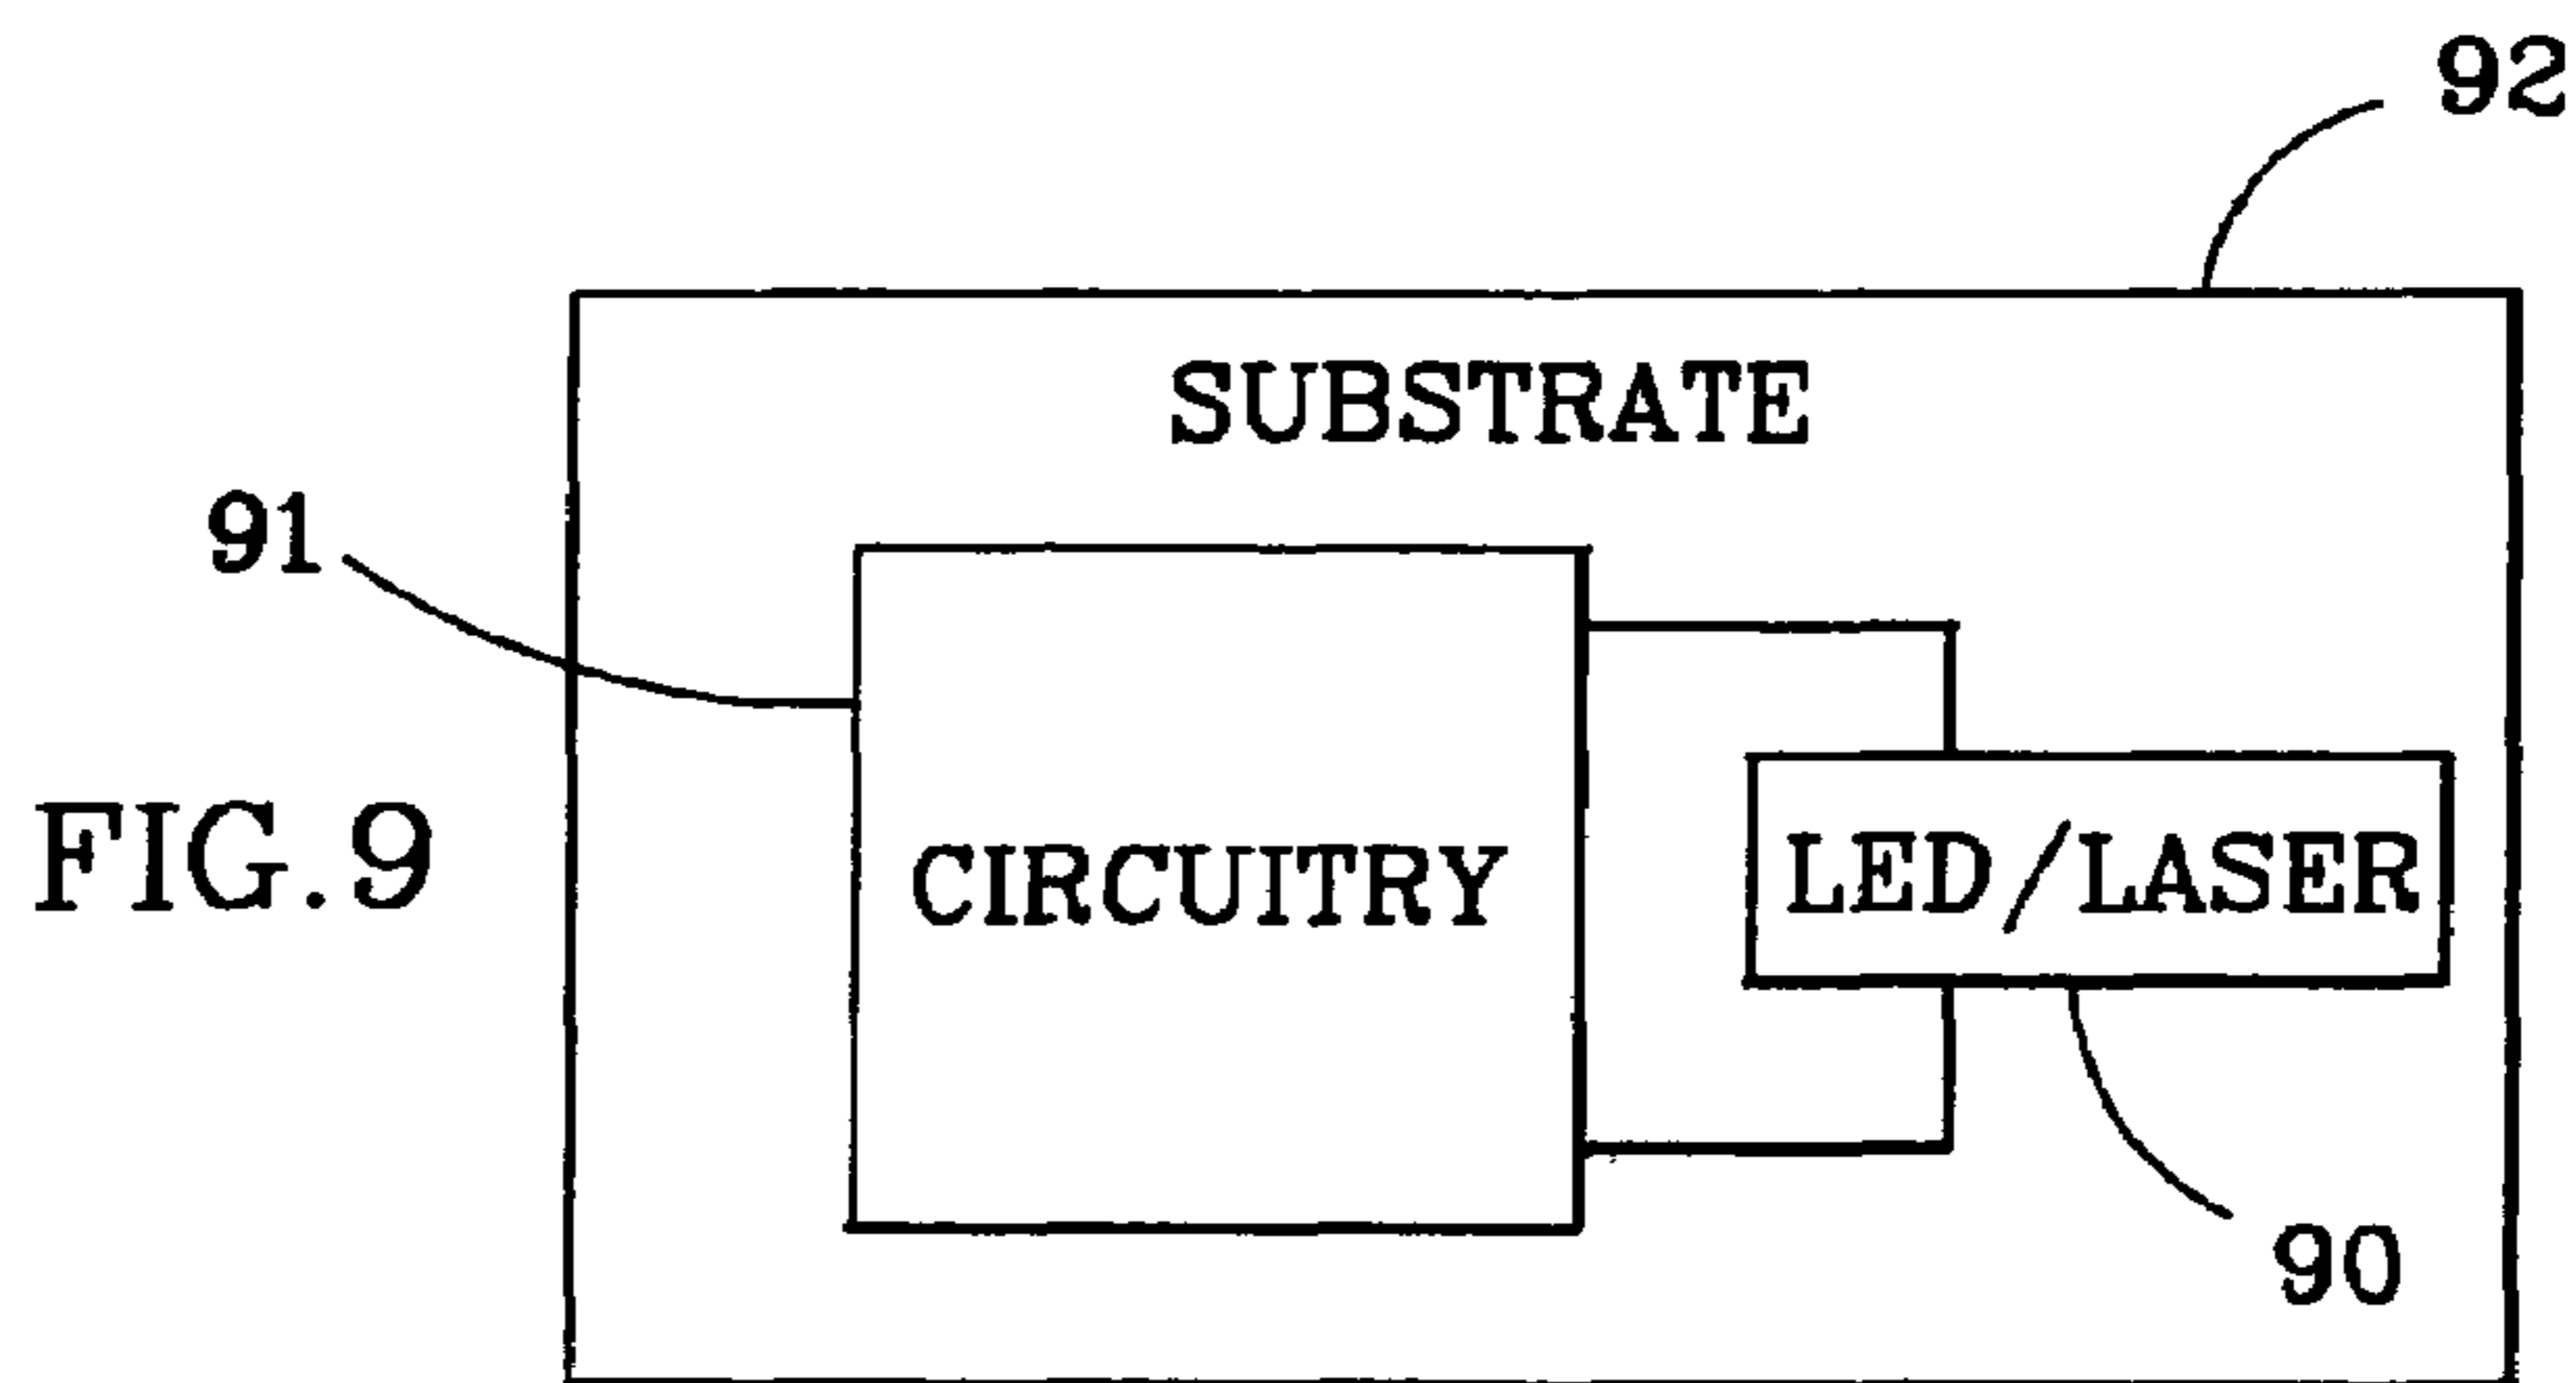 92
SUBSTRATE
91
FIG.9
CIRCUITRY
LED/LASER
90